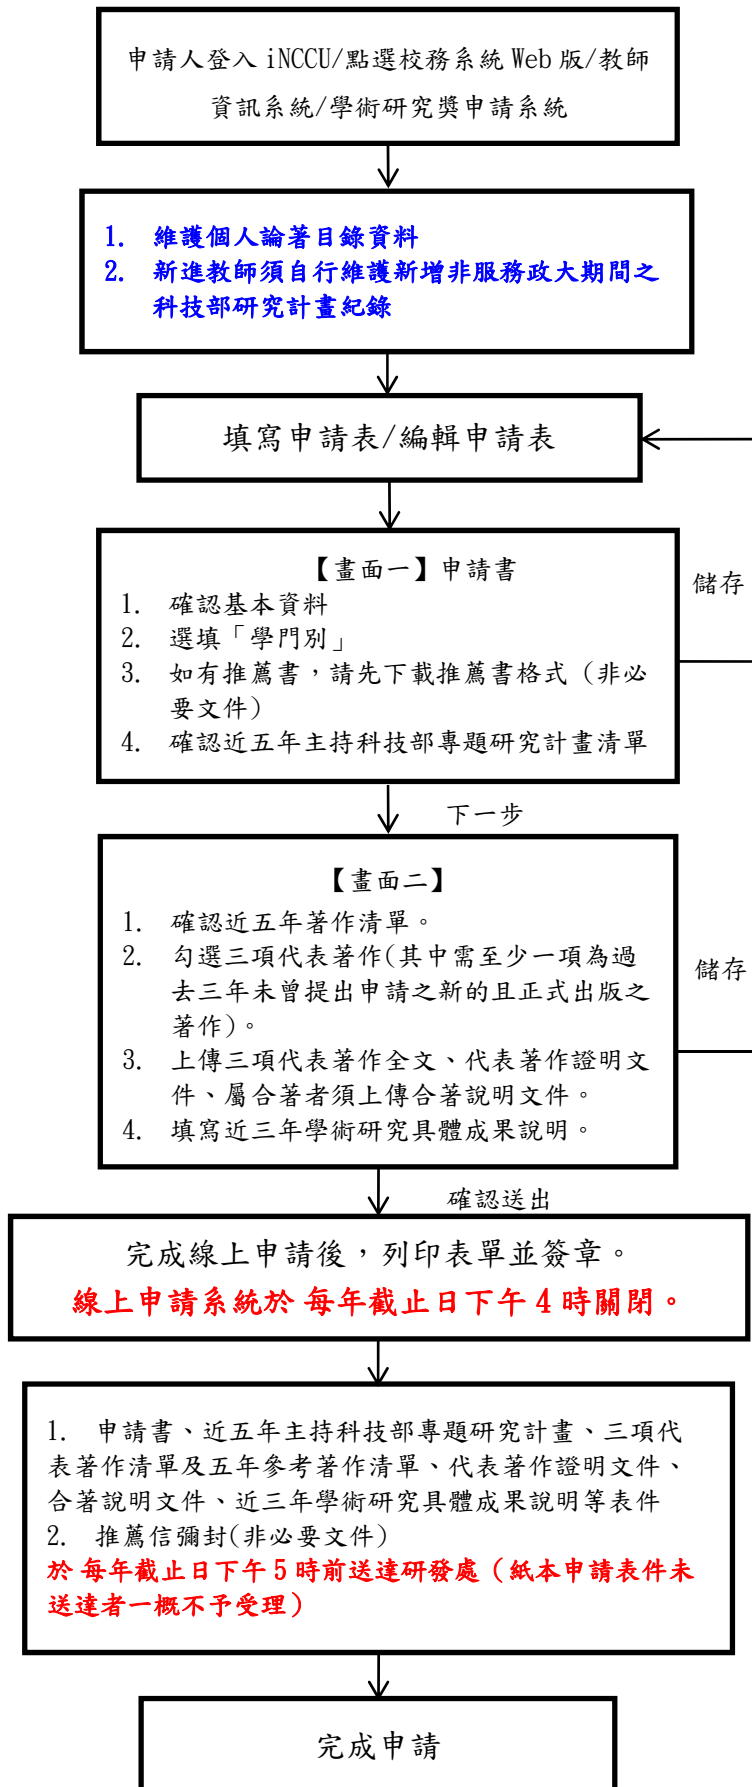 申請人登入 iNCCU/點選校務系統 Web 版/教師
資訊系統/學術研究獎申請系統
1. 維護個人論著目錄資料
2. 新進教師須自行維護新增非服務政大期間之
科技部研究計畫紀錄
填寫申請表/編輯申請表
【畫面一】申請書
1. 確認基本資料
2. 選填「學門別」
3. 如有推薦書，請先下載推薦書格式（非必
要文件）
4. 確認近五年主持科技部專題研究計畫清單
儲存
下一步
【畫面二】
1. 確認近五年著作清單。
2. 勾選三項代表著作(其中需至少一項為過
去三年未曾提出申請之新的且正式出版之
著作)。
3. 上傳三項代表著作全文、代表著作證明文
件、屬合著者須上傳合著說明文件。
4. 填寫近三年學術研究具體成果說明。
儲存
確認送出
完成線上申請後，列印表單並簽章。
線上申請系統於 每年截止日下午 4 時關閉。
1. 申請書、近五年主持科技部專題研究計畫、三項代
表著作清單及五年參考著作清單、代表著作證明文件、
合著說明文件、近三年學術研究具體成果說明等表件
2. 推薦信彌封(非必要文件)
於 每年截止日下午 5 時前送達研發處（紙本申請表件未
送達者一概不予受理）
完成申請